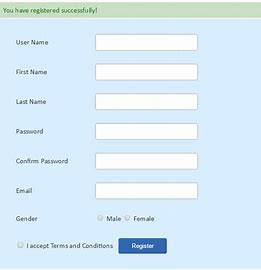 You have registered successfully!
User Name
First Name
Last Name
Password
Confirm Password
Email
Gender Male Female
I accept Terms and Conditions Register